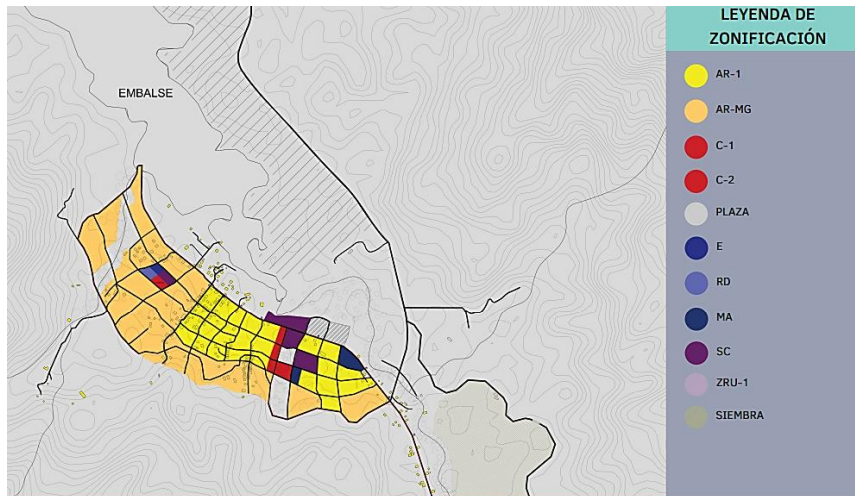 LEYENDA DE
ZONIFICACIÓN
EMBALSE
AR-1
AR-MG
C-1
C-2
PLAZA
E
RD
MA
SC
ZRU-1
SIEMBRA